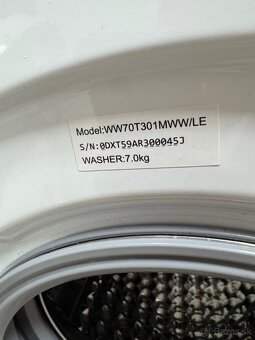 Model:WW70T301MWW/LE
S/N:0DXT59AR300045J
WASHER:7.0kg